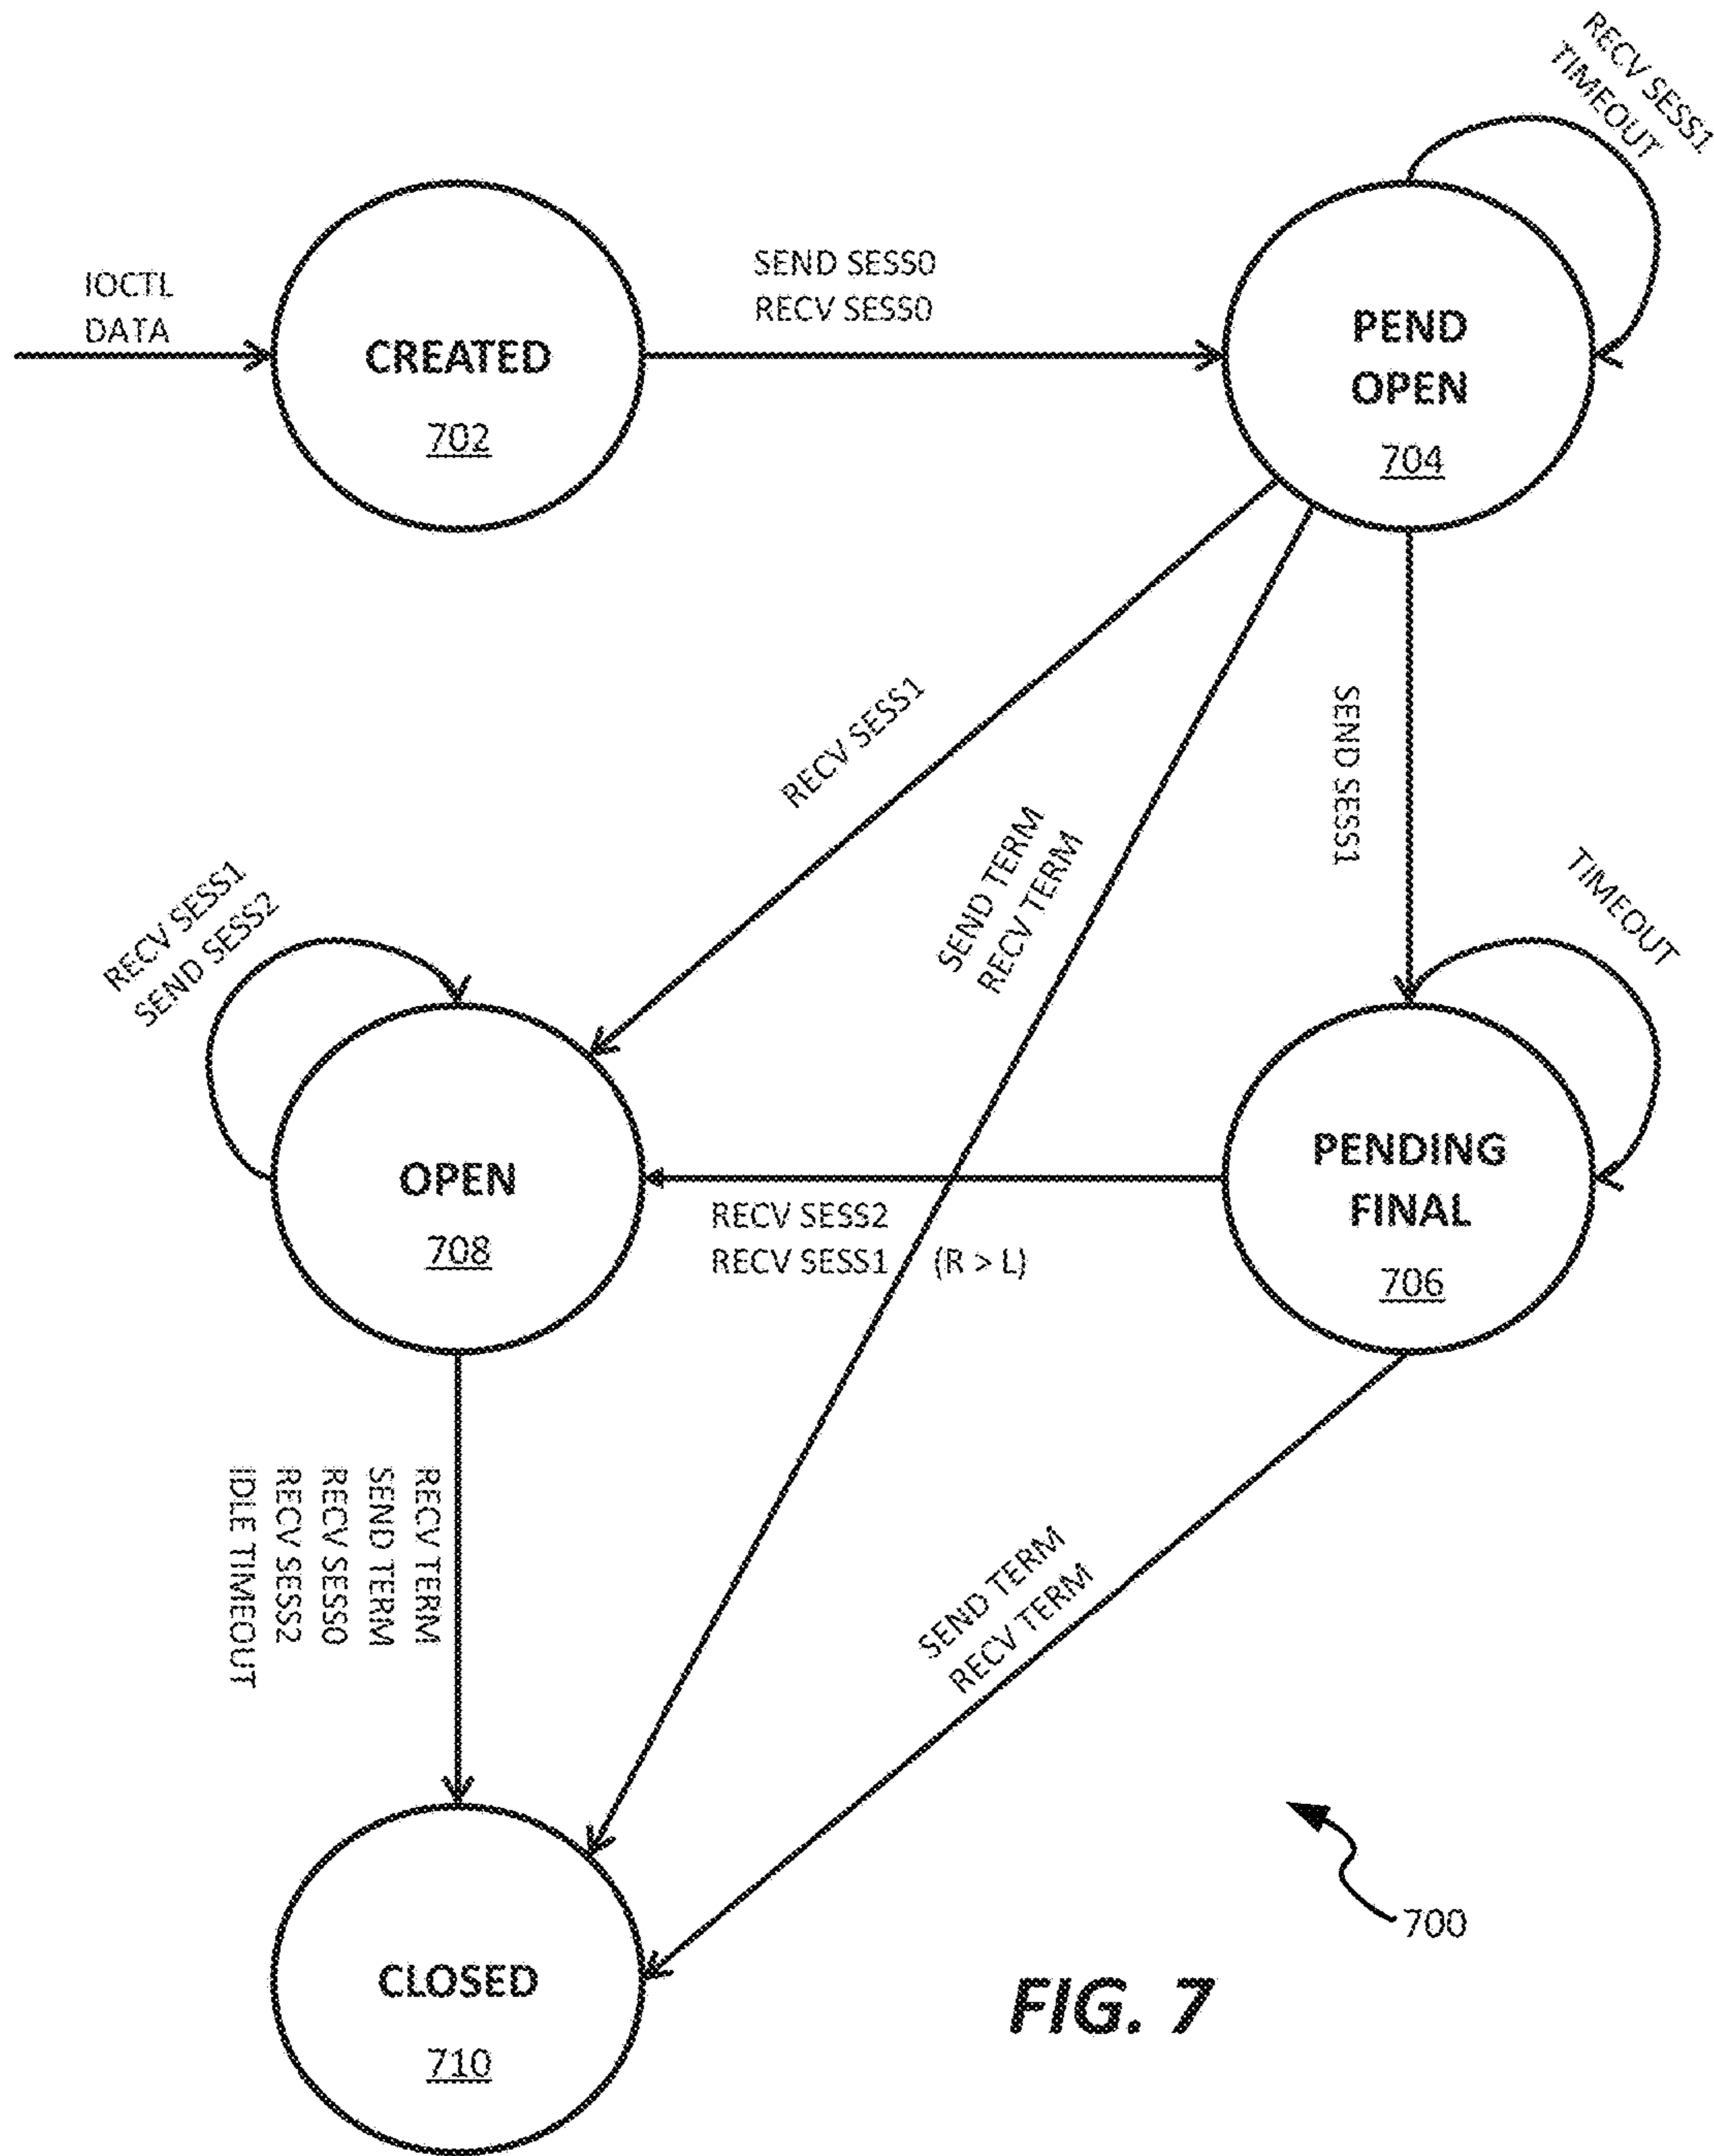 RECV SESS1
TIMEOUT
IOCTL
DATA
SEND SESS0
RECV SESS0
CREATED
702
PEND
OPEN
704
RECV SESS1
SEND SESS1
SEND TERM
RECV TERM
RECV SESS1
SEND SESS2
TIMEOUT
OPEN
708
RECV SESS2
RECV SESS1 (R > L)
PENDING
FINAL
706
RECV TERM
SEND TERM
RECV SESS0
RECV SESS2
IDLE TIMEOUT
SEND TERM
RECV TERM
CLOSED
710
700
FIG. 7